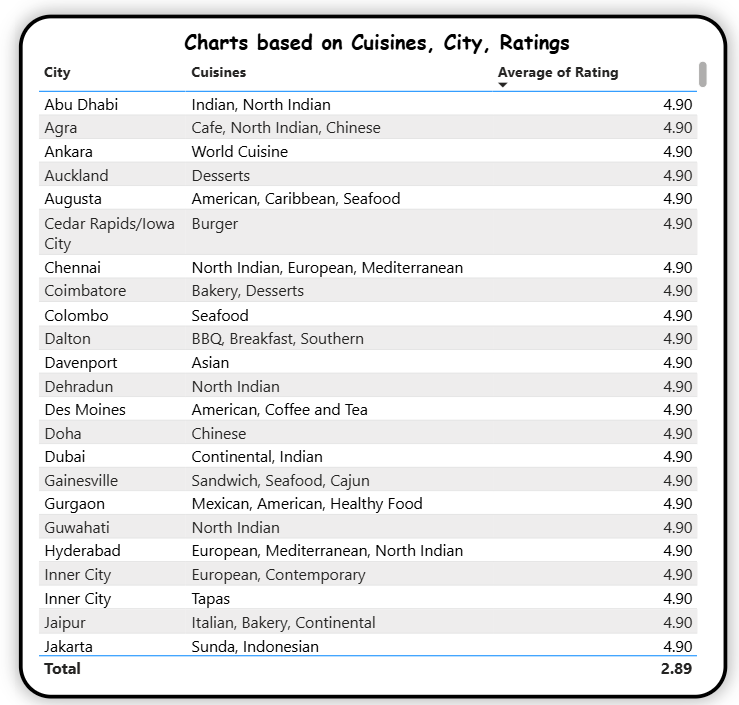 Charts based on Cuisines, City, Ratings
City Cuisines Average of Rating
Abu Dhabi Indian, North Indian 4.90
Agra Cafe, North Indian, Chinese 4.90
Ankara World Cuisine 4.90
Auckland Desserts 4.90
Augusta American, Caribbean, Seafood 4.90
Cedar Rapids/Iowa Burger 4.90
City
Chennai North Indian, European, Mediterranean 4.90
Coimbatore Bakery, Desserts 4.90
Colombo Seafood 4.90
Dalton BBQ, Breakfast, Southern 4.90
Davenport Asian 4.90
Dehradun North Indian 4.90
Des Moines American, Coffee and Tea 4.90
Doha Chinese 4.90
Dubai Continental, Indian 4.90
Gainesville Sandwich, Seafood, Cajun 4.90
Gurgaon Mexican, American, Healthy Food 4.90
Guwahati North Indian 4.90
Hyderabad European, Mediterranean, North Indian 4.90
Inner City European, Contemporary 4.90
Inner City Tapas 4.90
Jaipur Italian, Bakery, Continental 4.90
Jakarta Sunda, Indonesian 4.90
Total 2.89